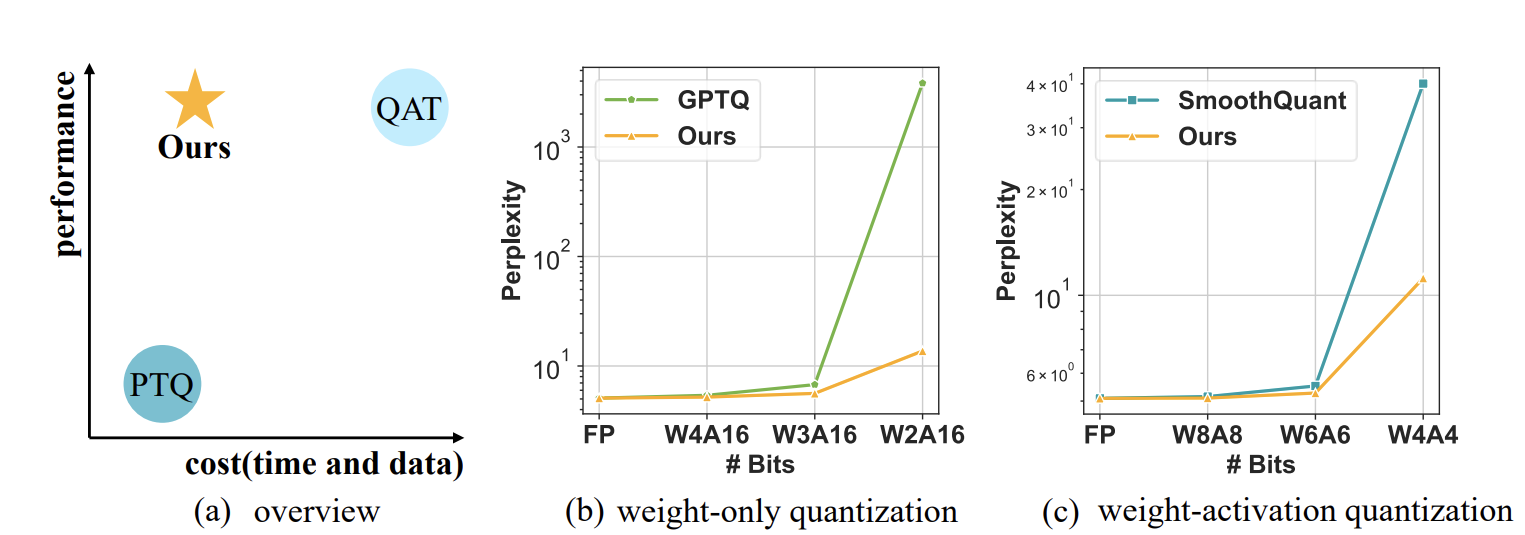 performance
Ours
QAT
PTQ
cost(time and data)
(a) overview
Perplexity
10³
10²
10¹
GPTQ
Ours
FP
W4A16
W3A16
W2A16
# Bits
(b) weight-only quantization
Perplexity
4 × 10¹
3 × 10¹
2 × 10¹
10¹
6 × 10⁰
SmoothQuant
Ours
FP
W8A8
W6A6
W4A4
# Bits
(c) weight-activation quantization